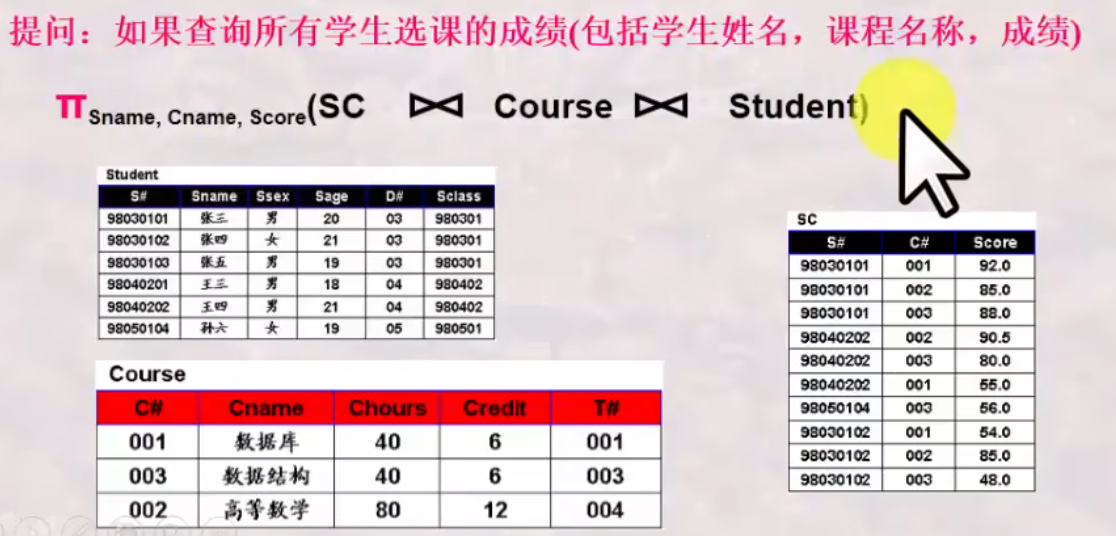 提问：如果查询所有学生选课的成绩(包括学生姓名，课程名称，成绩)
π Sname, Cname, Score(SC ⋈ Course ⋈ Student)
Student
S# Sname Ssex Sage D# Sclass
98030101 张三 男 20 03 980301
98030102 张四 女 21 03 980301
98030103 张五 男 19 03 980301
98040201 王三 男 18 04 980402
98040202 王四 男 21 04 980402
98050104 孙六 女 19 05 980501
SC
S# C# Score
98030101 001 92.0
98030101 002 85.0
98030101 003 88.0
98040202 002 90.5
98040202 003 80.0
98040202 001 55.0
98050104 003 56.0
98030102 001 54.0
98030102 002 85.0
98030102 003 48.0
Course
C# Cname Chours Credit T#
001 数据库 40 6 001
003 数据结构 40 6 003
002 高等数学 80 12 004